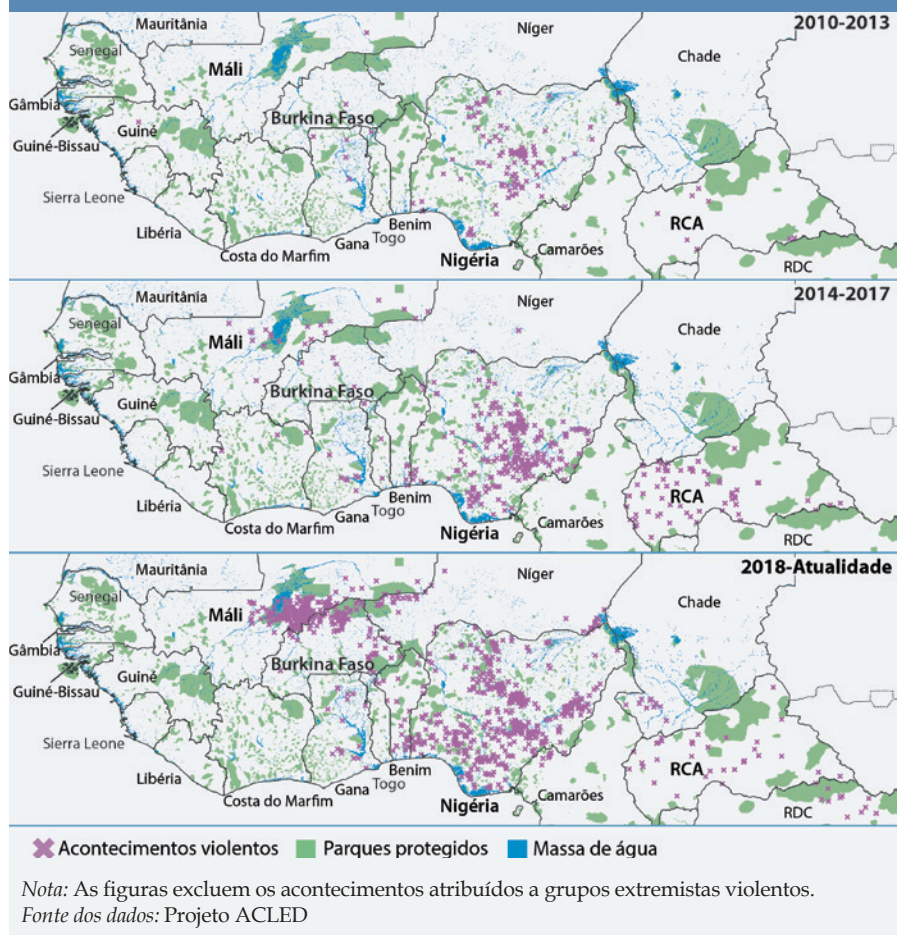 Mauritânia
Níger
2010-2013
Senegal
Máli
Chade
Gâmbia
Burkina Faso
Guiné
Guiné-Bissau
Sierra Leone
RCA
Libéria
Benim
Togo
Gana
Camarões
Costa do Marfim
Nigéria
RDC
Mauritânia
Níger
2014-2017
Senegal
Máli
Chade
Gâmbia
Burkina Faso
Guiné
Guiné-Bissau
Sierra Leone
RCA
Libéria
Benim
Togo
Gana
Camarões
Costa do Marfim
Nigéria
RDC
Mauritânia
Níger
2018-Atualidade
Senegal
Máli
Chade
Gâmbia
Burkina Faso
Guiné
Guiné-Bissau
Sierra Leone
RCA
Libéria
Benim
Togo
Gana
Camarões
Costa do Marfim
Nigéria
RDC
Acontecimentos violentos Parques protegidos Massa de água
Nota: As figuras excluem os acontecimentos atribuídos a grupos extremistas violentos.
Fonte dos dados: Projeto ACLED